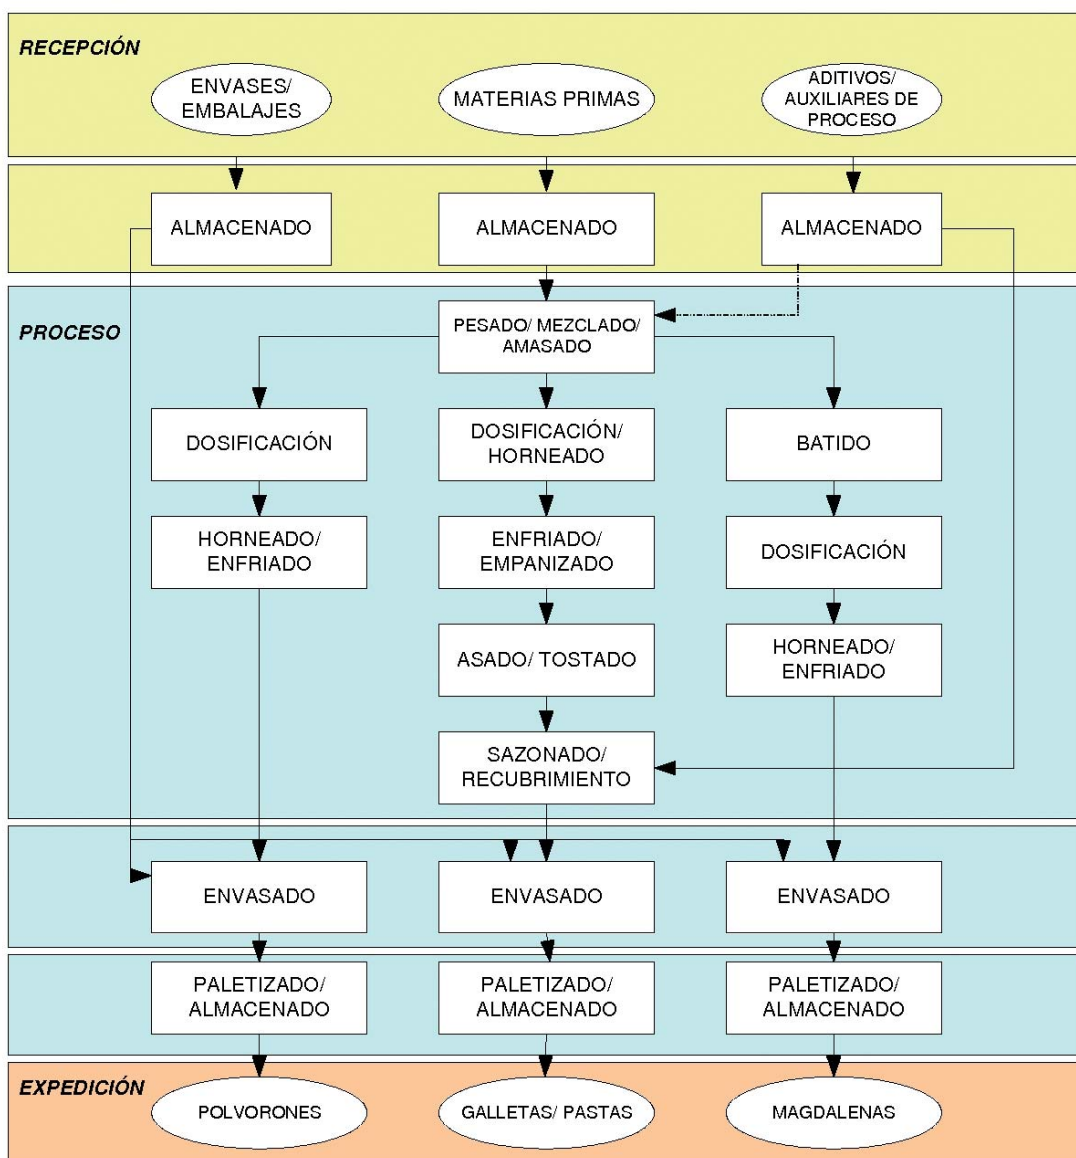 RECEPCIÓN
ENVASES/
EMBALAJES
MATERIAS PRIMAS
ADITIVOS/
AUXILIARES DE
PROCESO
ALMACENADO
ALMACENADO
ALMACENADO
PROCESO
PESADO/ MEZCLADO/
AMASADO
DOSIFICACIÓN
DOSIFICACIÓN/
HORNEADO
BATIDO
HORNEADO/
ENFRIADO
ENFRIADO/
EMPANIZADO
DOSIFICACIÓN
ASADO/ TOSTADO
HORNEADO/
ENFRIADO
SAZONADO/
RECUBRIMIENTO
ENVASADO
ENVASADO
ENVASADO
PALETIZADO/
ALMACENADO
PALETIZADO/
ALMACENADO
PALETIZADO/
ALMACENADO
EXPEDICIÓN
POLVORONES
GALLETAS/ PASTAS
MAGDALENAS